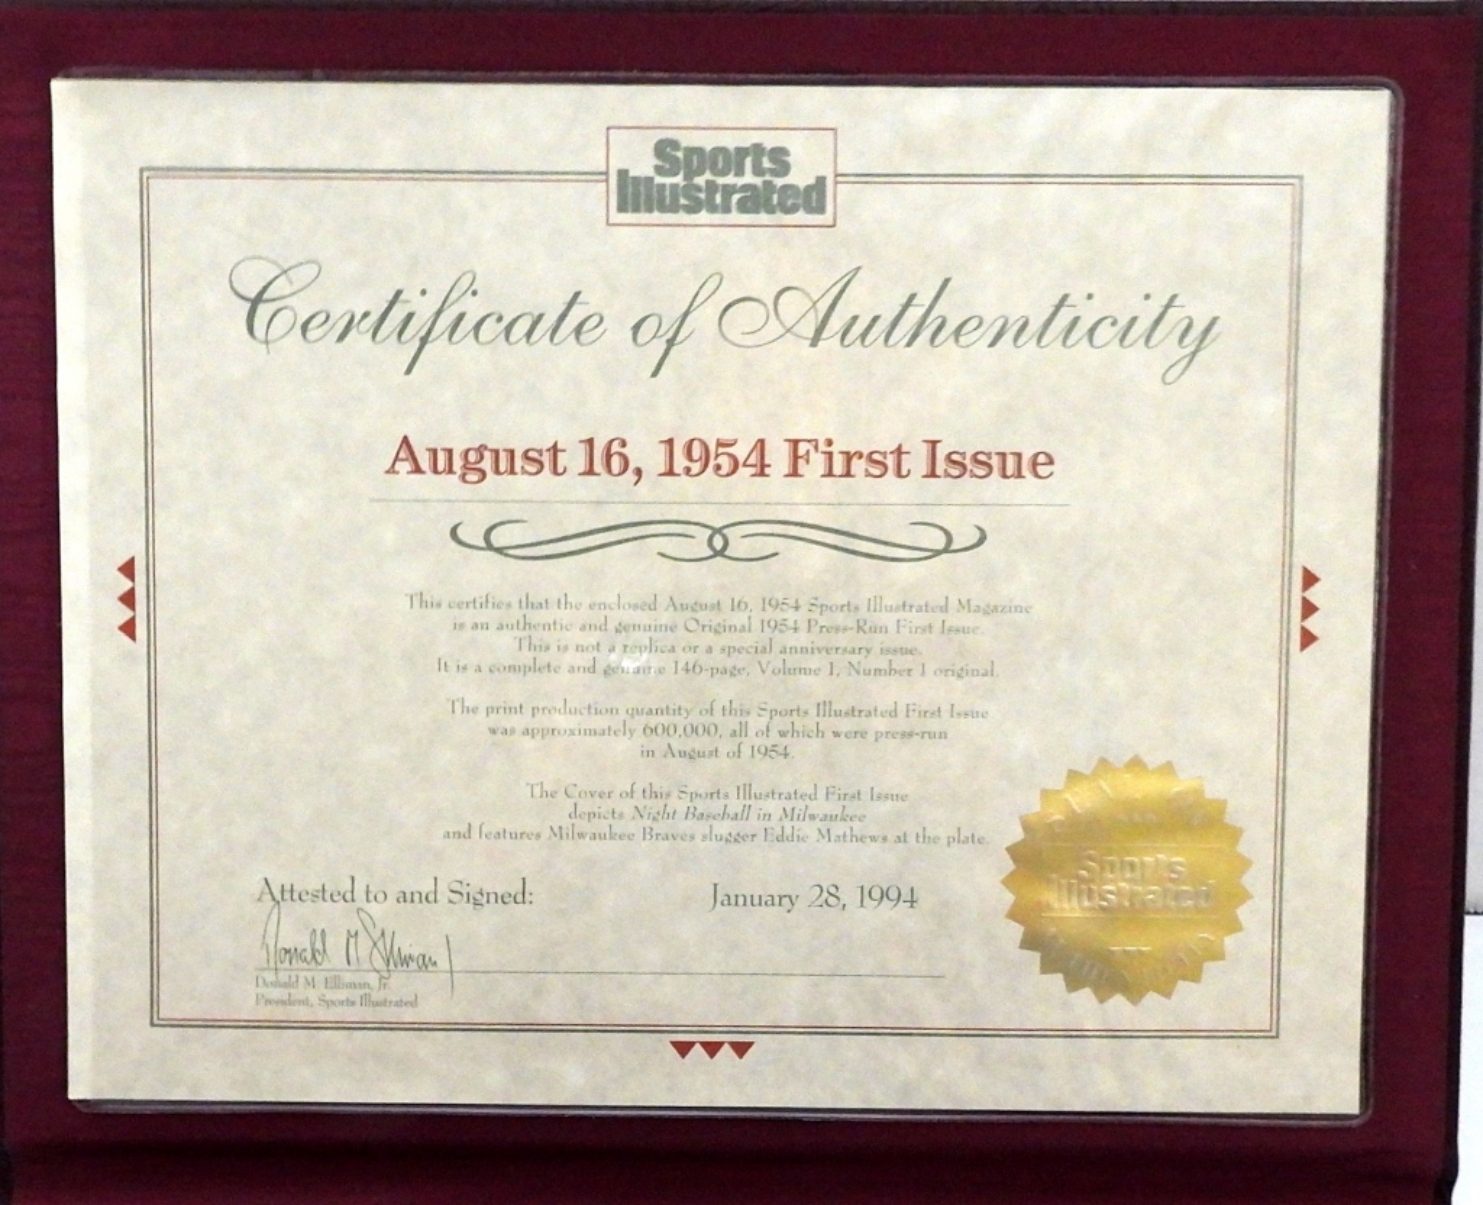 Sports
Illustrated
Certificate of Authenticity
August 16, 1954 First Issue
This certifies that the enclosed August 16, 1954 Sports Illustrated Magazine
is an authentic and genuine Original 1954 Press-Run First Issue.
This is not a replica or a special anniversary issue.
It is a complete and genuine 146-page, Volume 1, Number 1 original.
The print production quantity of this Sports Illustrated First Issue
was approximately 600,000, all of which were press-run
in August of 1954.
The Cover of this Sports Illustrated First Issue
depicts Night Baseball in Milwaukee
and features Milwaukee Braves slugger Eddie Mathews at the plate.
Attested to and Signed:
January 28, 1994
Donald M Elliman Jr
Donald M. Elliman, Jr.
President, Sports Illustrated
Sports
Illustrated